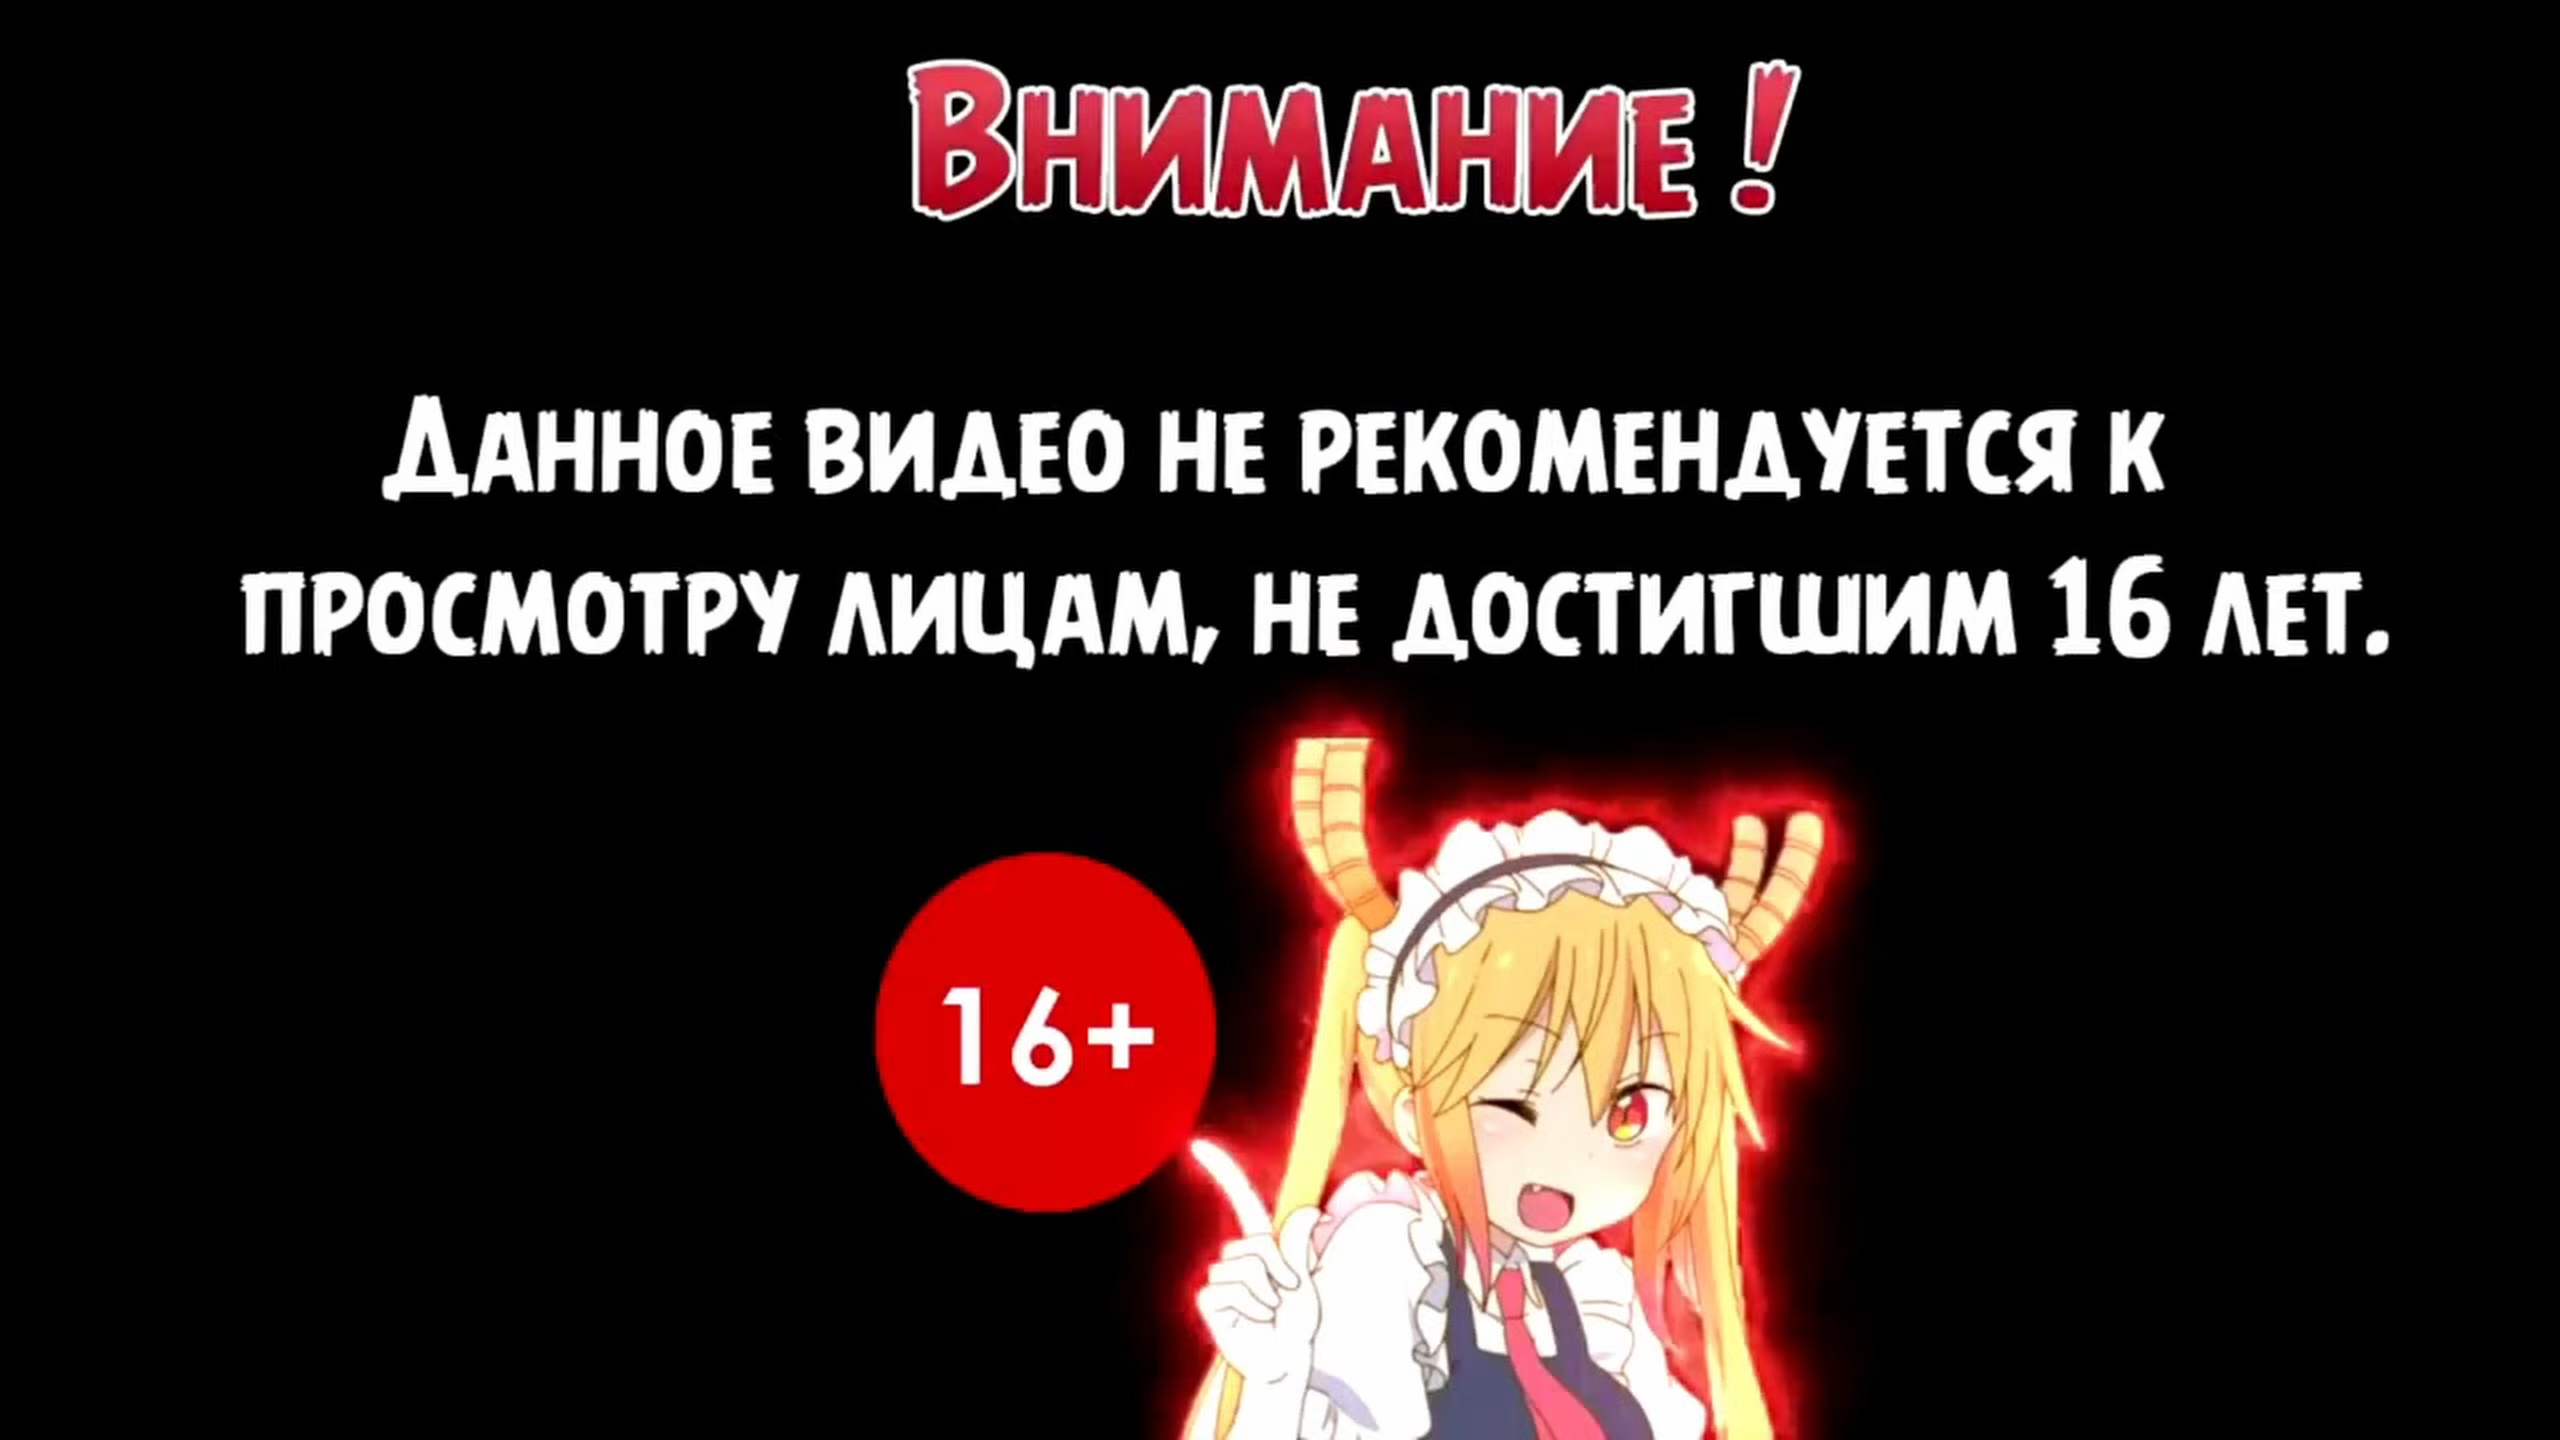 Внимание !
Данное видео не рекомендуется к
просмотру лицам, не достигшим 16 лет.
16+